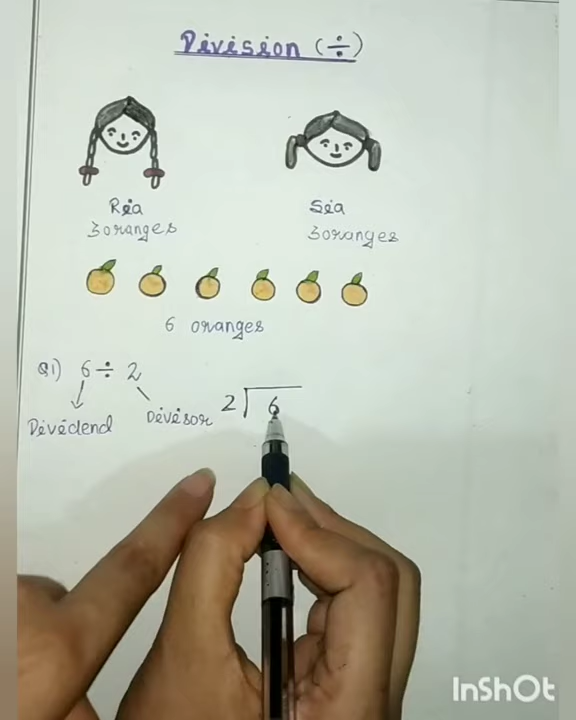 Division (÷)
Ria
Sia
3oranges
3oranges
6 oranges
Q1) 6 ÷ 2
Dividend
Divisor
2 6
InShOt